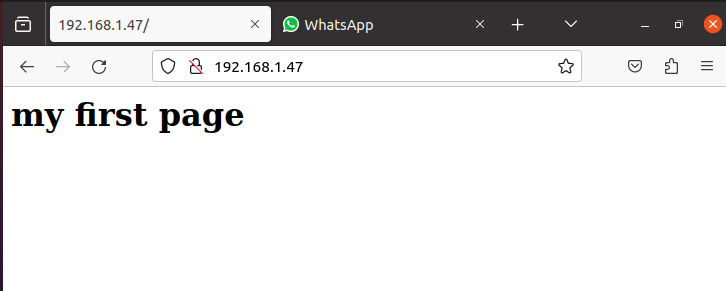 192.168.1.47/
WhatsApp
192.168.1.47
my first page